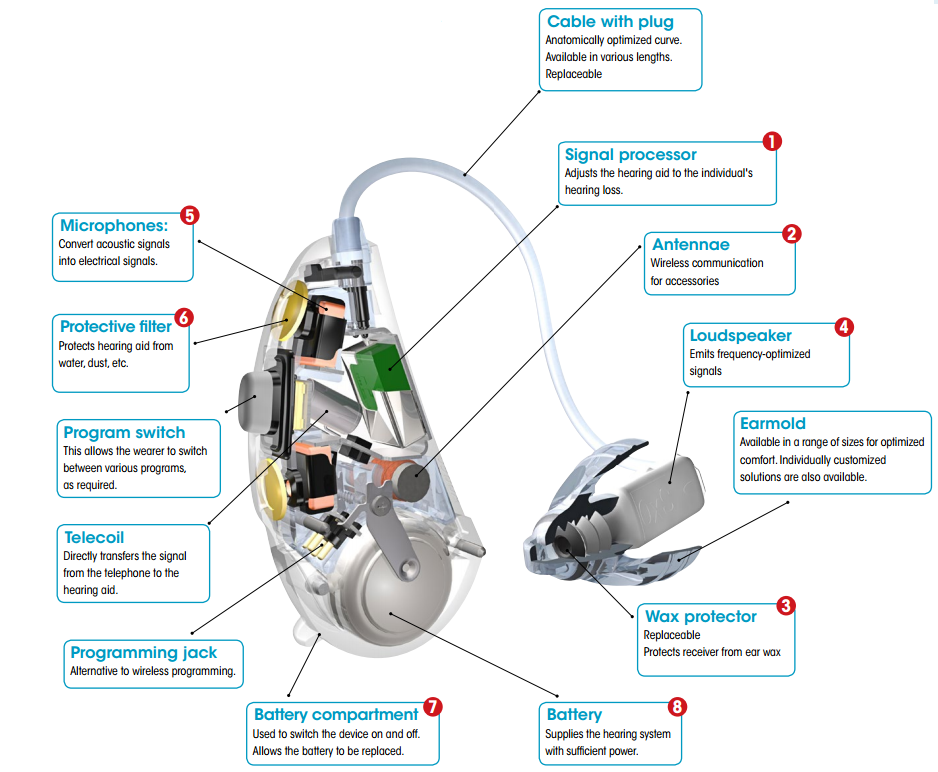 Cable with plug
Anatomically optimized curve.
Available in various lengths.
Replaceable
1
Signal processor
Adjusts the hearing aid to the individual's
hearing loss.
5
Microphones:
Convert acoustic signals
into electrical signals.
2
Antennae
Wireless communication
for accessories
6
Protective filter
Protects hearing aid from
water, dust, etc.
4
Loudspeaker
Emits frequency-optimized
signals
Program switch
This allows the wearer to switch
between various programs,
as required.
Earmold
Available in a range of sizes for optimized
comfort. Individually customized
solutions are also available.
Telecoil
Directly transfers the signal
from the telephone to the
hearing aid.
3
Wax protector
Replaceable
Protects receiver from ear wax
Programming jack
Alternative to wireless programming.
7
Battery compartment
Used to switch the device on and off.
Allows the battery to be replaced.
8
Battery
Supplies the hearing system
with sufficient power.